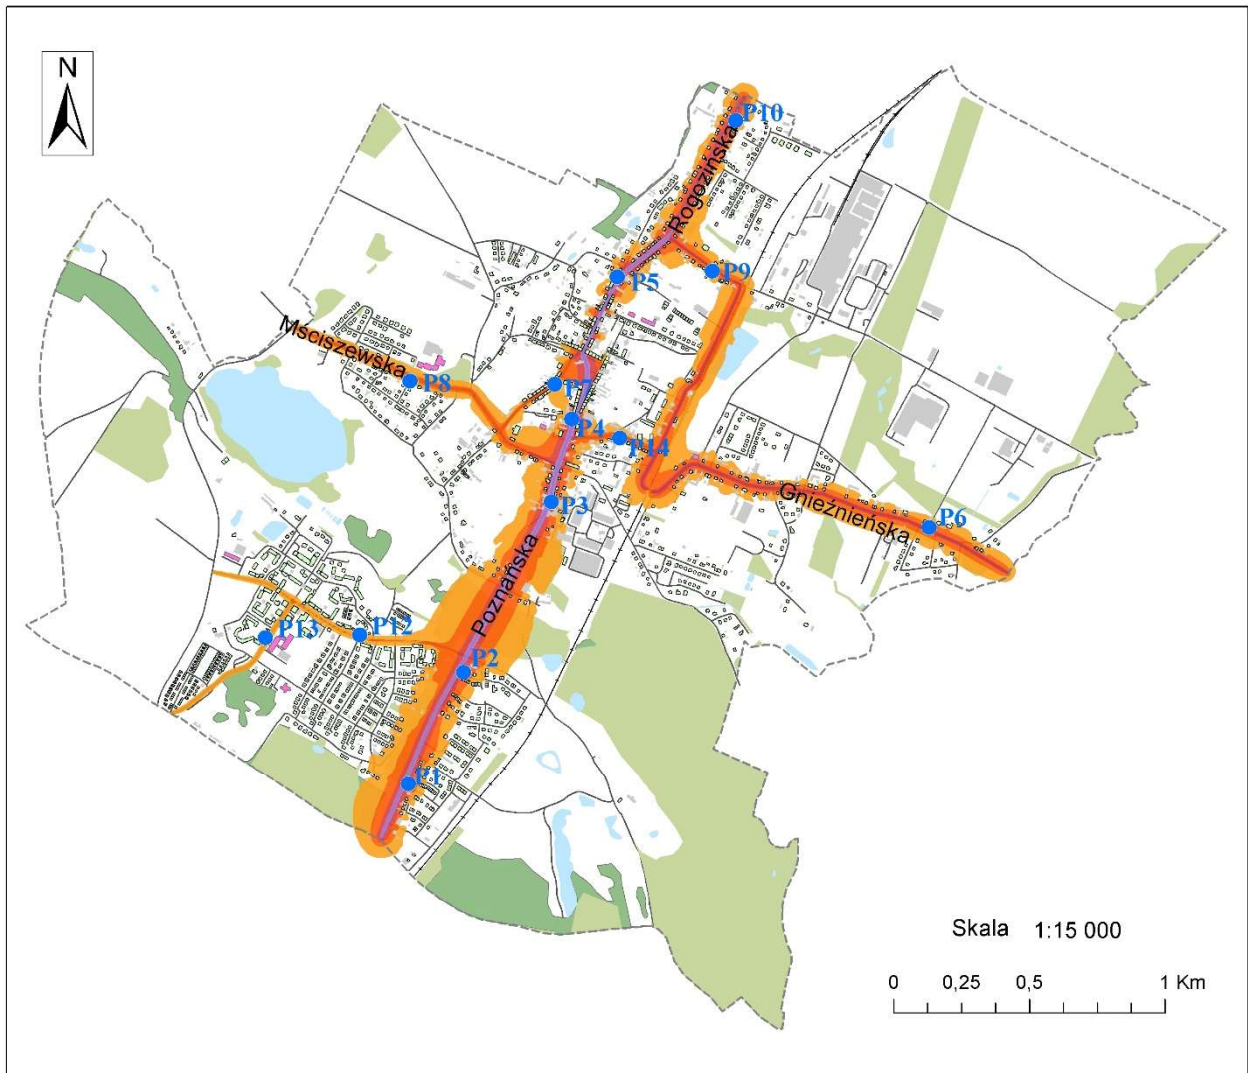 N
P10
Rogozińska
P9
P5
Mściszewska
P8
P7
P4
P14
P3
Gnieźnieńska
P6
Poznańska
P13
P12
P2
P1
Skala 1:15 000
0 0,25 0,5 1 Km